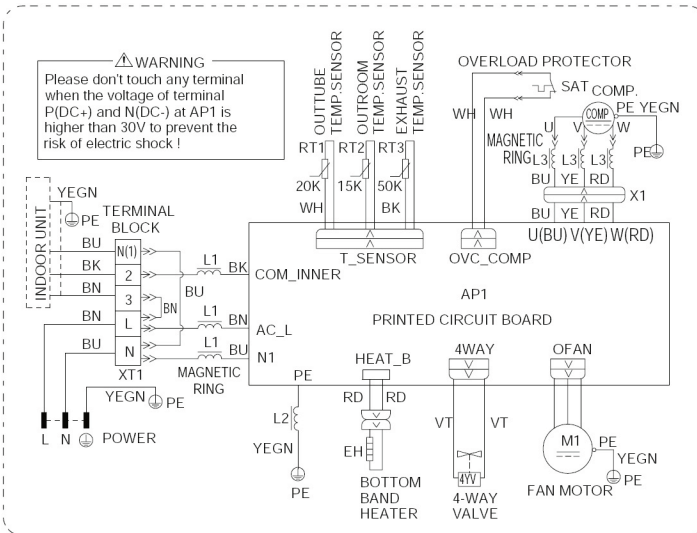 WARNING
Please don't touch any terminal
when the voltage of terminal
P(DC+) and N(DC-) at AP1 is
higher than 30V to prevent the
risk of electric shock !
OUTTUBE
TEMP.SENSOR
OUTROOM
TEMP.SENSOR
EXHAUST
TEMP.SENSOR
RT1
RT2
RT3
20K
15K
50K
WH
BK
T_SENSOR
OVERLOAD PROTECTOR
SAT
WH
WH
OVC_COMP
COMP.
COMP
PE YEGN
PE
U
V
W
MAGNETIC
RING
L3
L3
L3
BU
YE
RD
X1
BU
YE
RD
U(BU) V(YE) W(RD)
INDOOR UNIT
YEGN
PE
TERMINAL
BLOCK
BU
N(1)
BK
2
BN
3
BN
L
BU
N
XT1
BU
BN
L1
BK
COM_INNER
L1
BN
AC_L
L1
BU
N1
MAGNETIC
RING
YEGN
PE
L
N
POWER
AP1
PRINTED CIRCUIT BOARD
PE
L2
YEGN
PE
HEAT_B
RD
RD
EH
BOTTOM
BAND
HEATER
4WAY
VT
VT
4YV
4-WAY
VALVE
OFAN
M1
PE
YEGN
PE
FAN MOTOR